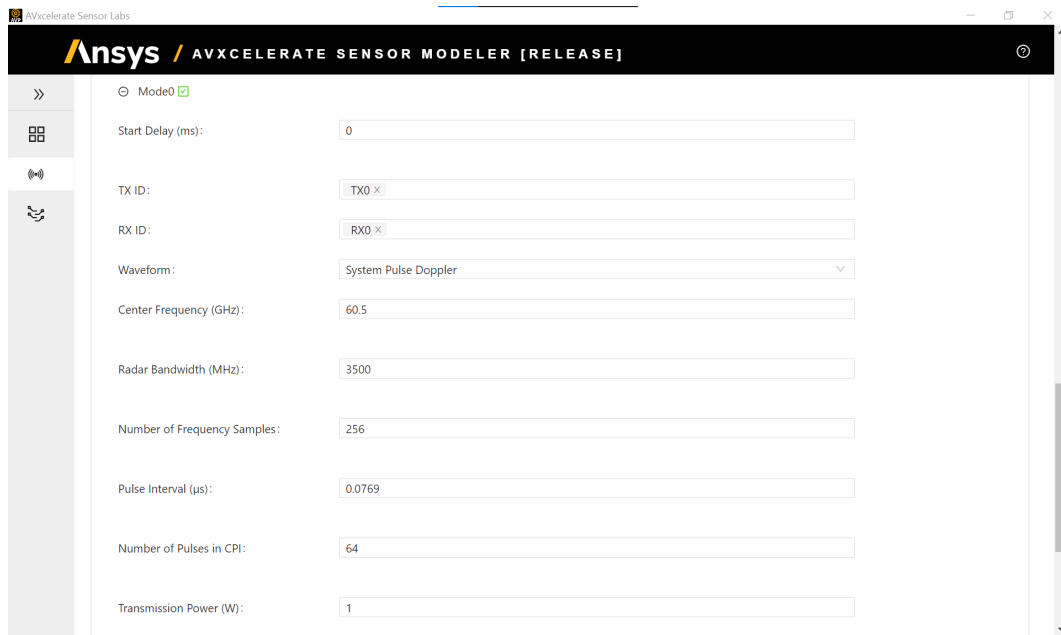 AVxcelerate Sensor Labs
Ansys / AVXCELERATE SENSOR MODELER [RELEASE]
Mode0
Start Delay (ms): 0
TX ID: TX0 ×
RX ID: RX0 ×
Waveform: System Pulse Doppler
Center Frequency (GHz): 60.5
Radar Bandwidth (MHz): 3500
Number of Frequency Samples: 256
Pulse Interval (µs): 0.0769
Number of Pulses in CPI: 64
Transmission Power (W): 1